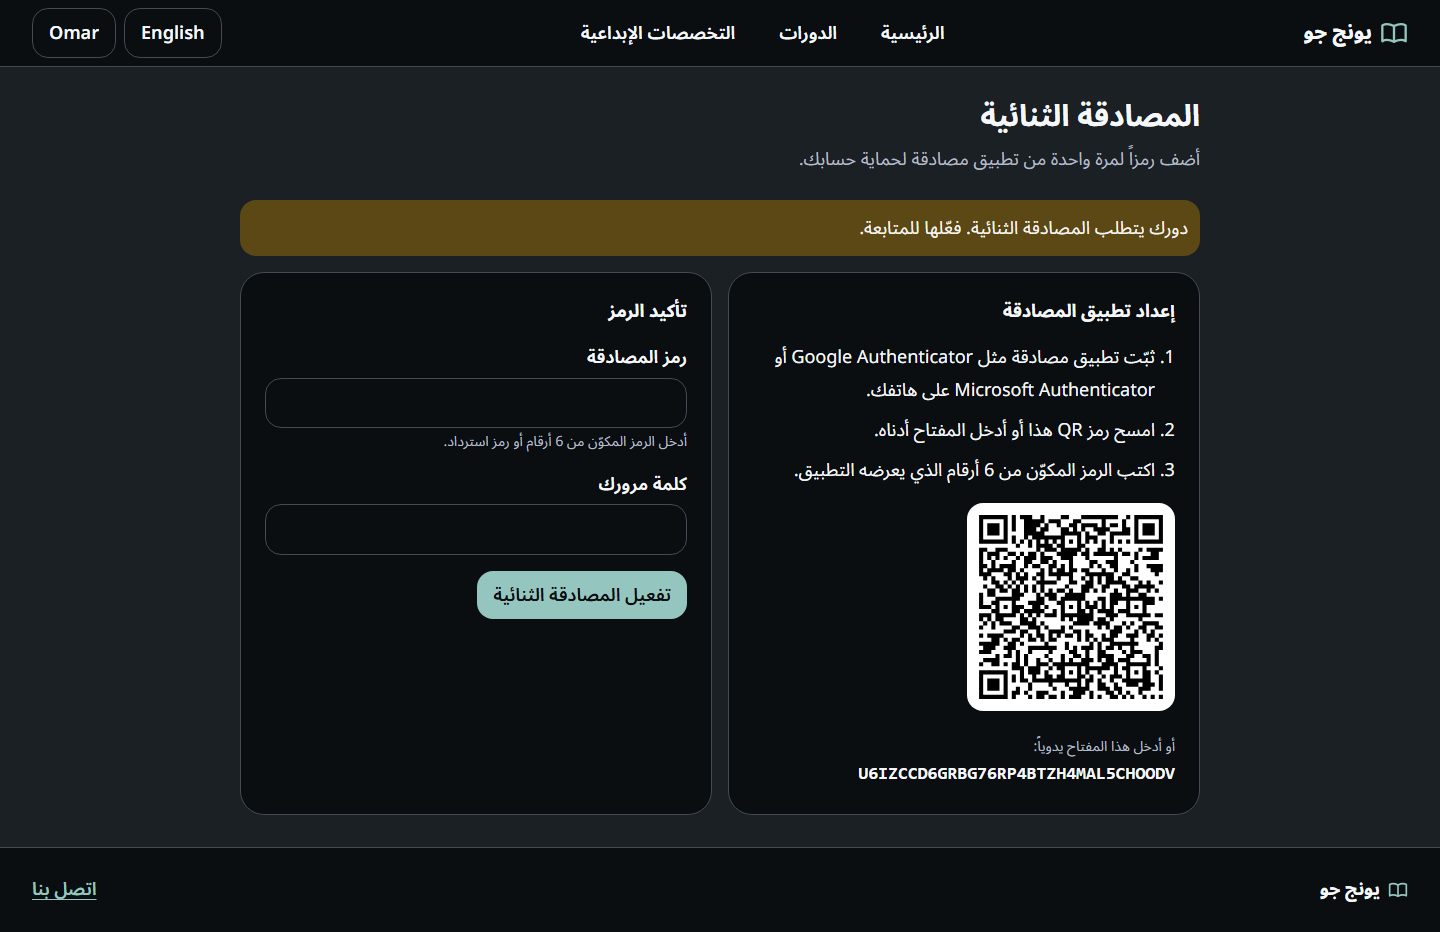 يونج جو
الرئيسية
الدورات
التخصصات الإبداعية
English
Omar
المصادقة الثنائية
أضف رمزاً لمرة واحدة من تطبيق مصادقة لحماية حسابك.
دورك يتطلب المصادقة الثنائية. فعّلها للمتابعة.
إعداد تطبيق المصادقة
1. ثبّت تطبيق مصادقة مثل Google Authenticator أو
Microsoft Authenticator على هاتفك.
2. امسح رمز QR هذا أو أدخل المفتاح أدناه.
3. اكتب الرمز المكوّن من 6 أرقام الذي يعرضه التطبيق.
أو أدخل هذا المفتاح يدوياً:
U6IZCCD6GRBG76RP4BTZH4MAL5CHOODV
تأكيد الرمز
رمز المصادقة
أدخل الرمز المكوّن من 6 أرقام أو رمز استرداد.
كلمة مرورك
تفعيل المصادقة الثنائية
يونج جو
اتصل بنا